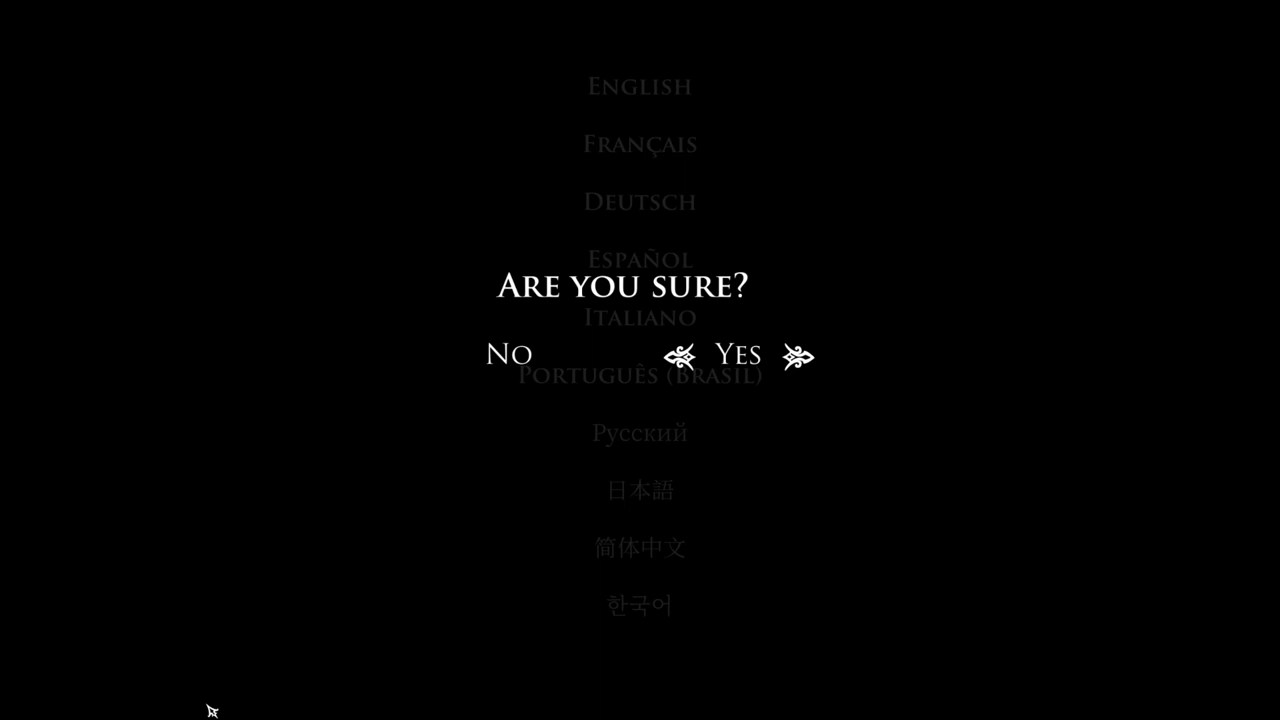 English
Français
Deutsch
Español
Are you sure?
Italiano
No Yes
Português (Brasil)
Русский
日本語
简体中文
한국어